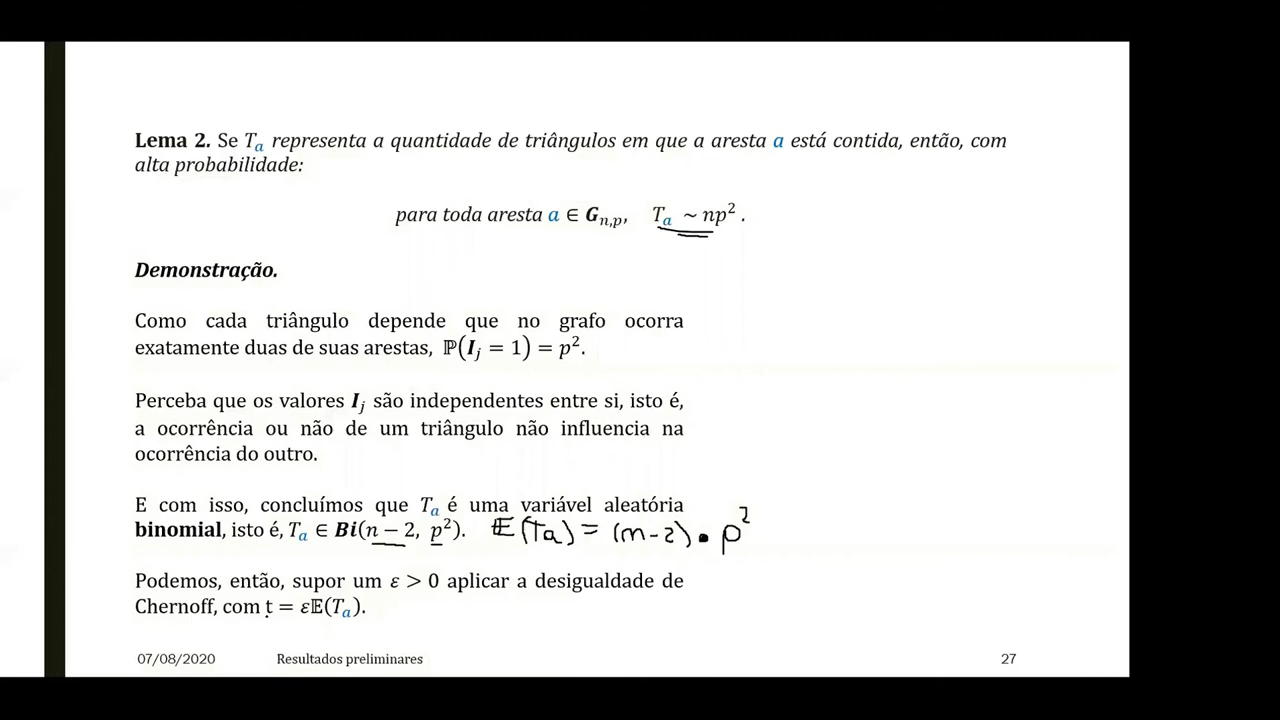 Lema 2. Se Tₐ representa a quantidade de triângulos em que a aresta a está contida, então, com
alta probabilidade:
para toda aresta a ∈ Gₙ,ₚ, Tₐ ~ np².
Demonstração.
Como cada triângulo depende que no grafo ocorra
exatamente duas de suas arestas, ℙ(Iⱼ = 1) = p².
Perceba que os valores Iⱼ são independentes entre si, isto é,
a ocorrência ou não de um triângulo não influencia na
ocorrência do outro.
E com isso, concluímos que Tₐ é uma variável aleatória
binomial, isto é, Tₐ ∈ Bi(n − 2, p²). 𝔼(Ta) = (n-2) • p²
Podemos, então, supor um ε > 0 aplicar a desigualdade de
Chernoff, com t = ε𝔼(Tₐ).
07/08/2020 Resultados preliminares 27